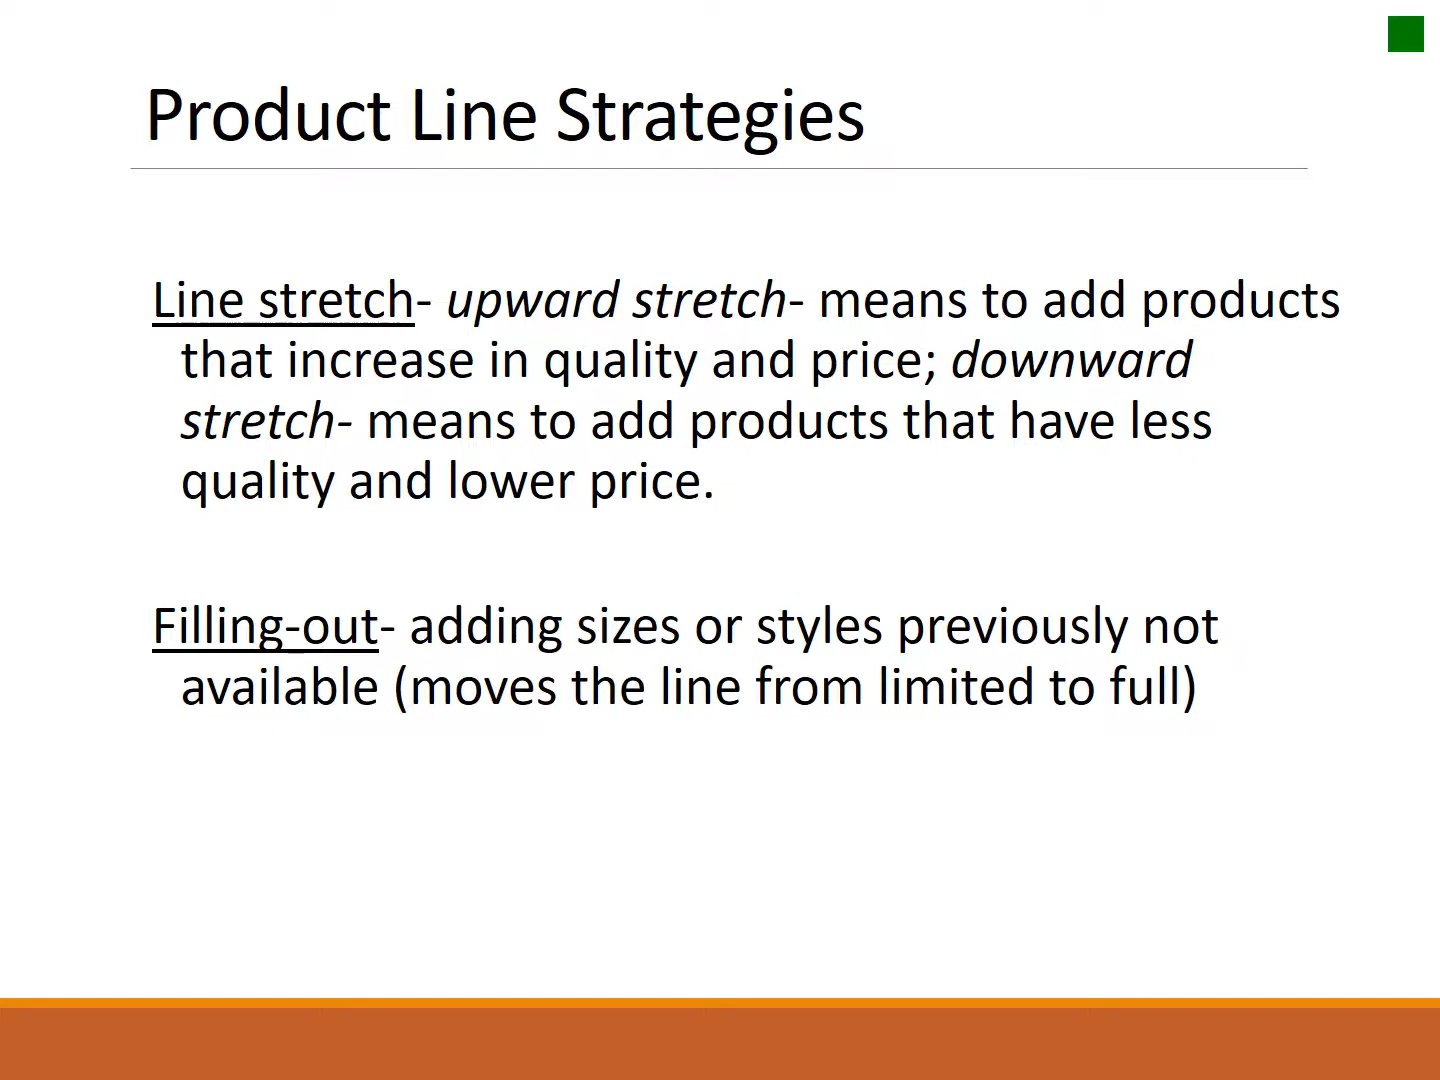 Product Line Strategies
Line stretch- upward stretch- means to add products
that increase in quality and price; downward
stretch- means to add products that have less
quality and lower price.
Filling-out- adding sizes or styles previously not
available (moves the line from limited to full)